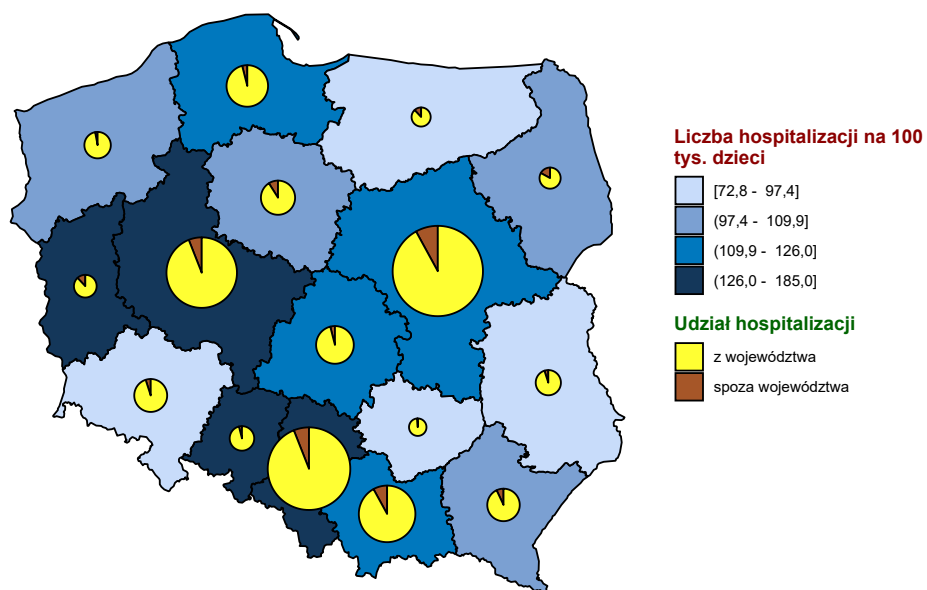 Liczba hospitalizacji na 100
tys. dzieci
[72,8 - 97,4]
(97,4 - 109,9]
(109,9 - 126,0]
(126,0 - 185,0]
Udział hospitalizacji
z województwa
spoza województwa